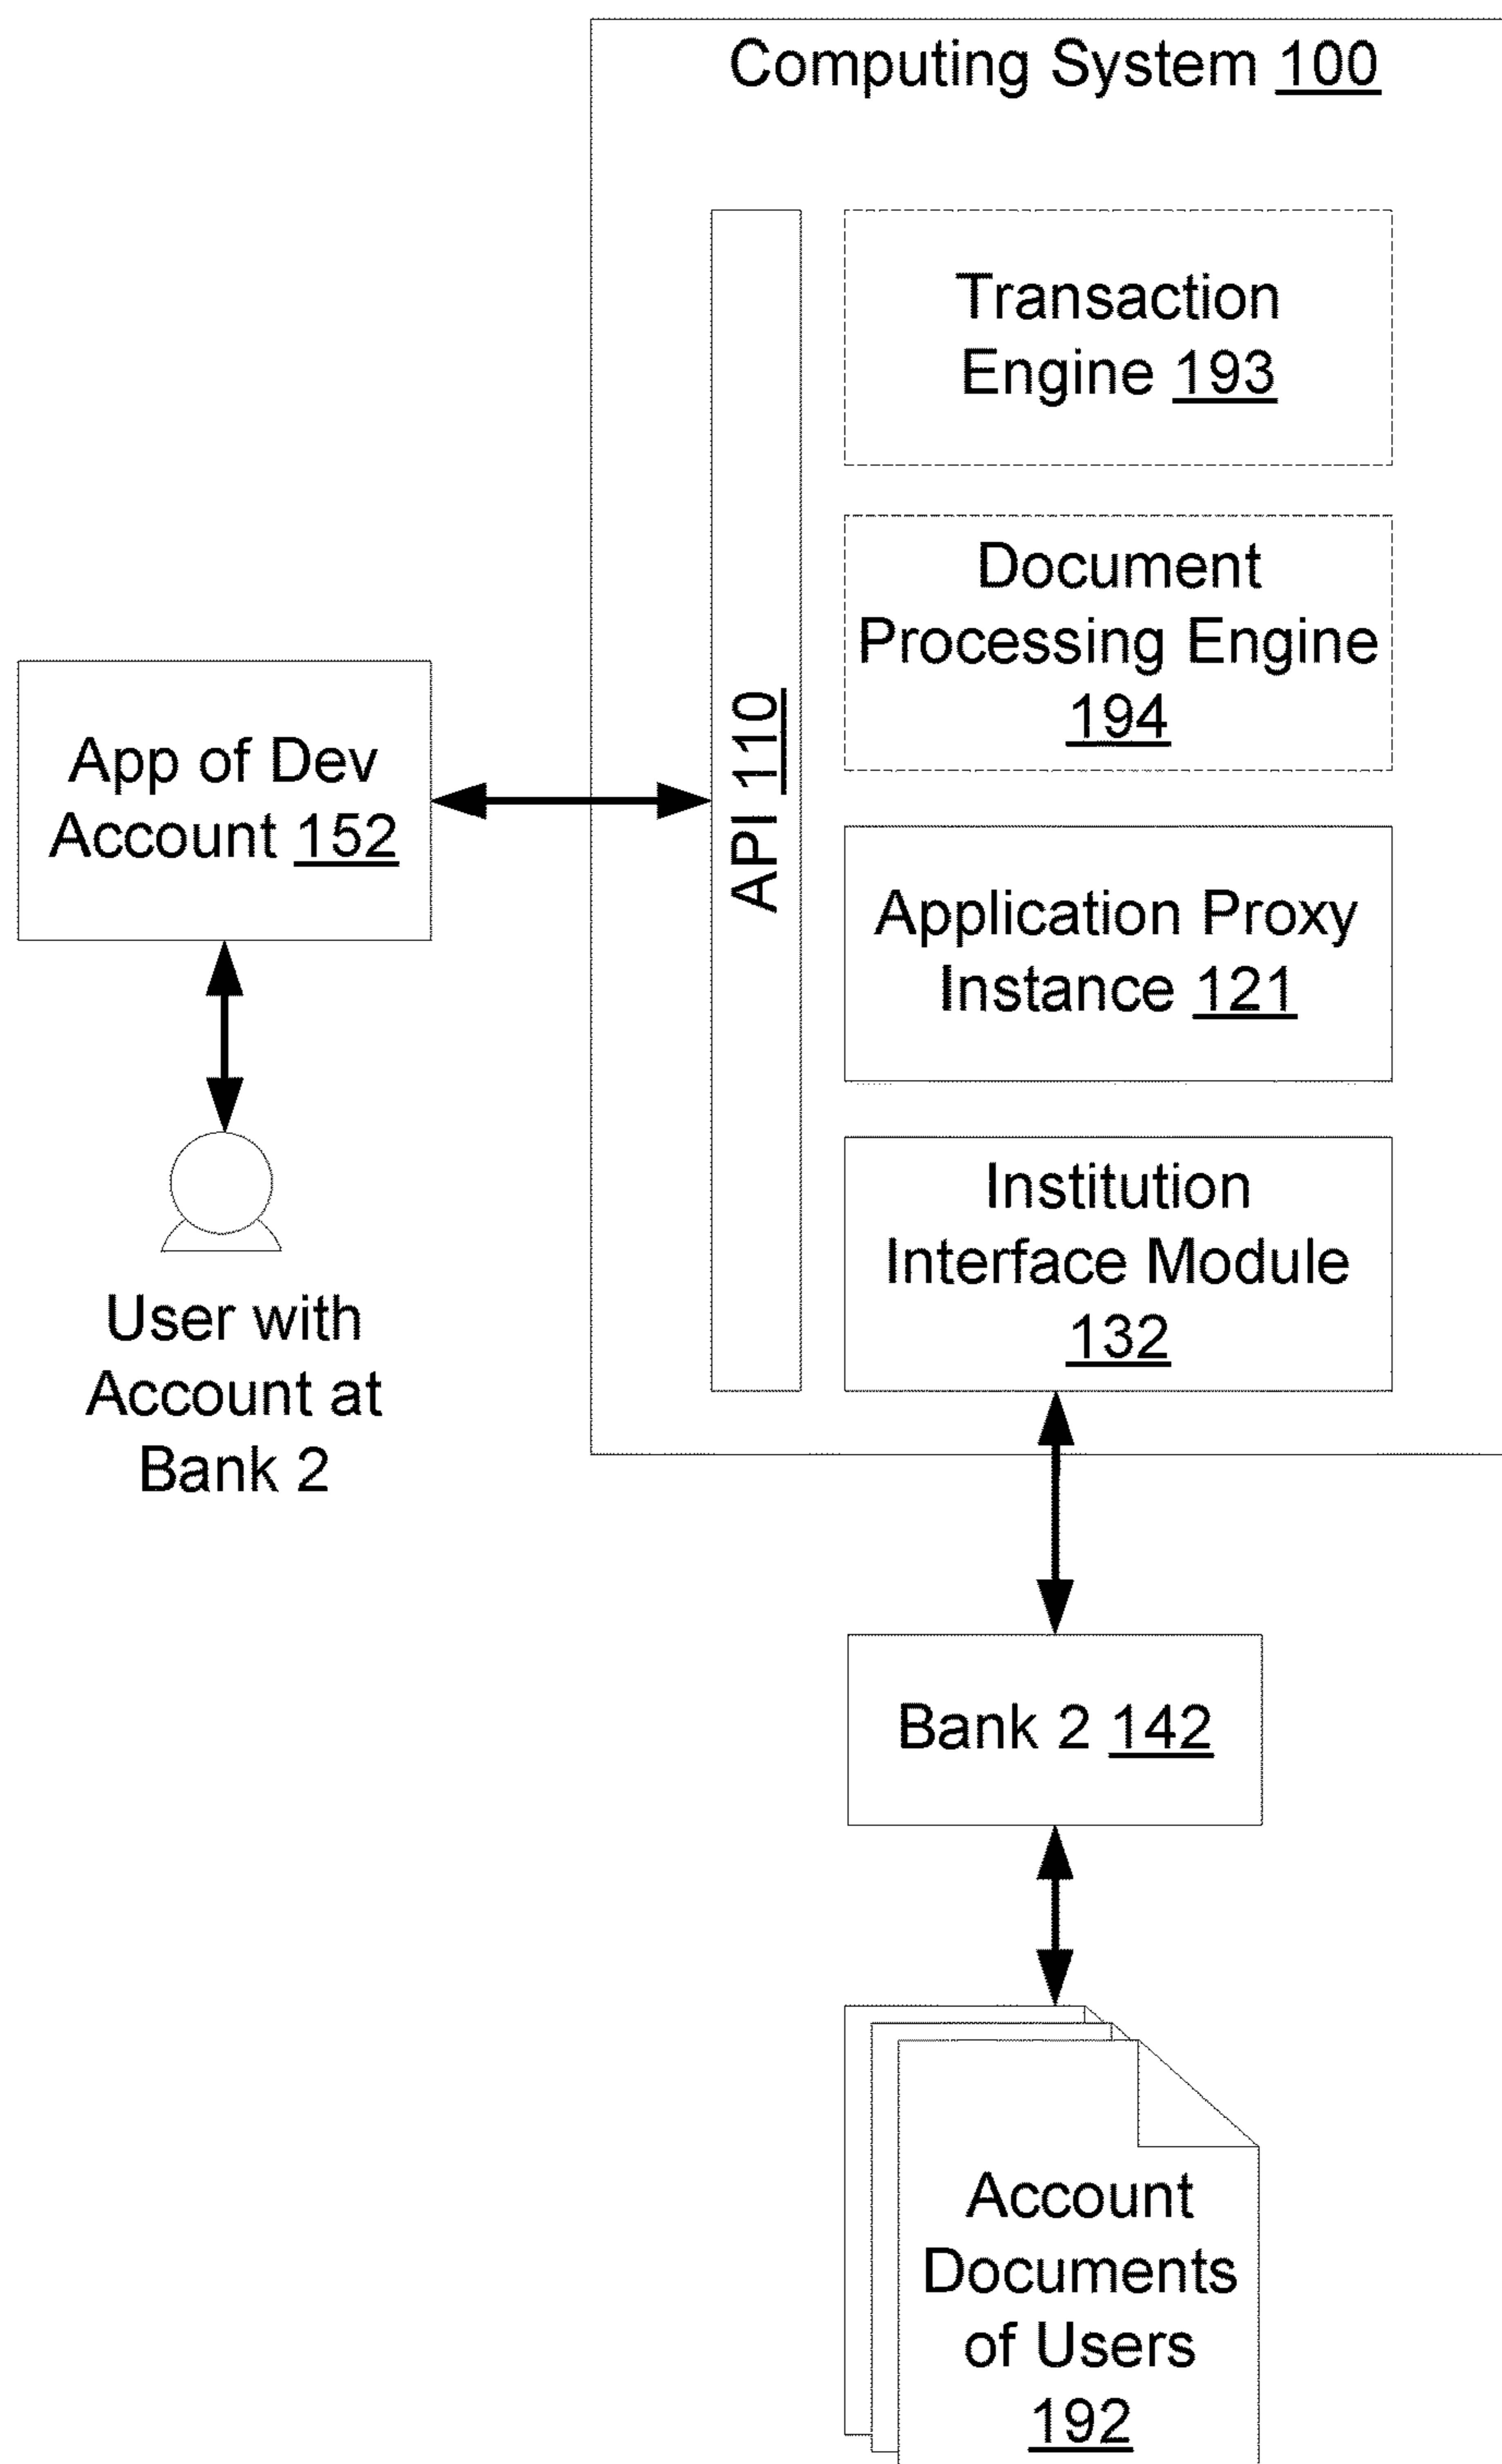 Computing System 100
Transaction
Engine 193
Document
Processing Engine
194
API 110
App of Dev
Account 152
Application Proxy
Instance 121
Institution
Interface Module
132
User with
Account at
Bank 2
Bank 2 142
Account
Documents
of Users
192